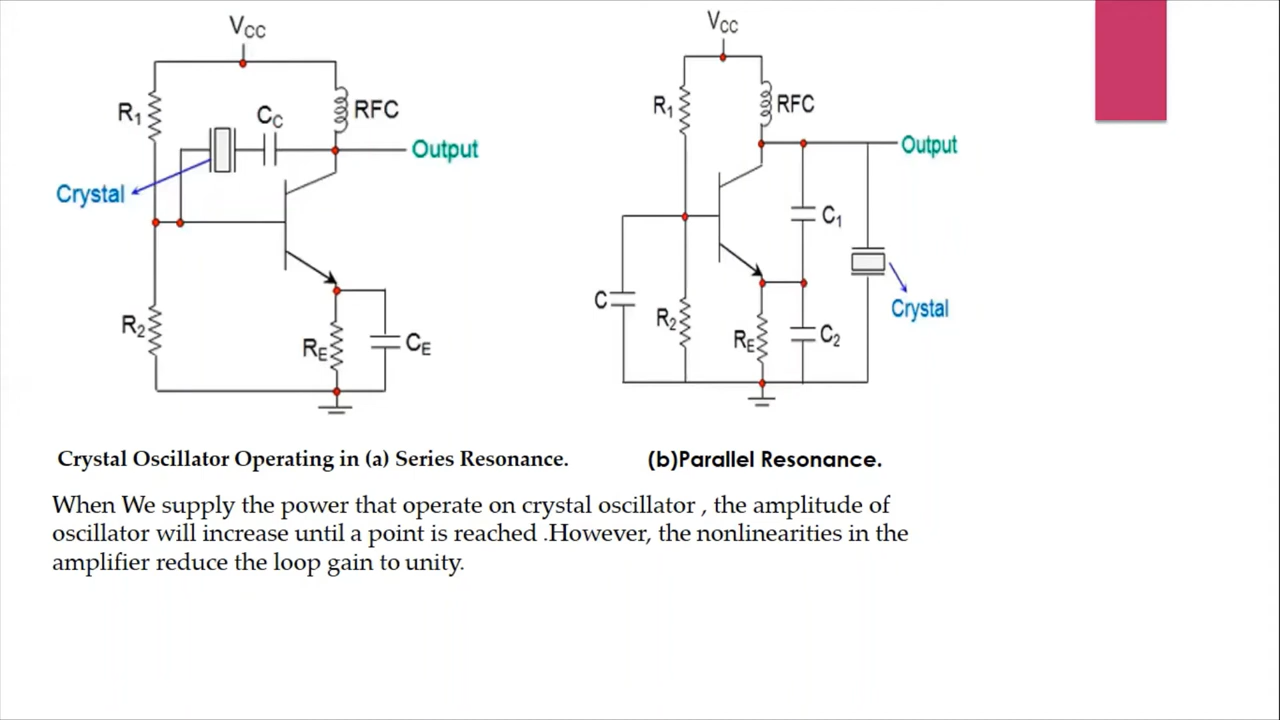 VCC
R1
CC
RFC
Output
Crystal
R2
RE
CE
VCC
R1
RFC
Output
C1
C
R2
RE
C2
Crystal
Crystal Oscillator Operating in (a) Series Resonance.
(b)Parallel Resonance.
When We supply the power that operate on crystal oscillator , the amplitude of
oscillator will increase until a point is reached .However, the nonlinearities in the
amplifier reduce the loop gain to unity.